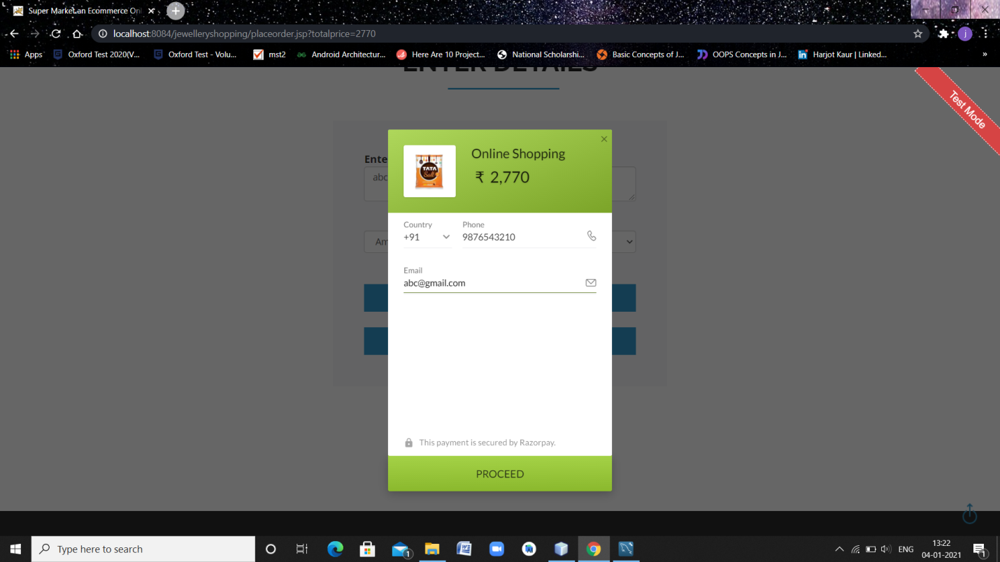 Super Market an Ecommerce On
localhost:8084/jewelleryshopping/placeorder.jsp?totalprice=2770
j
Apps
Oxford Test 2020(V...
Oxford Test - Volu...
mst2
Android Architectur...
Here Are 10 Project...
National Scholarshi...
Basic Concepts of J...
OOPS Concepts in J...
Harjot Kaur | Linked...
»
ENTER DETAILS
Test Mode
Online Shopping
₹ 2,770
TATA
Salt
Ente
abc
Country
Phone
+91
9876543210
Am
Email
abc@gmail.com
This payment is secured by Razorpay.
PROCEED
Type here to search
1
ENG
13:22
04-01-2021
1